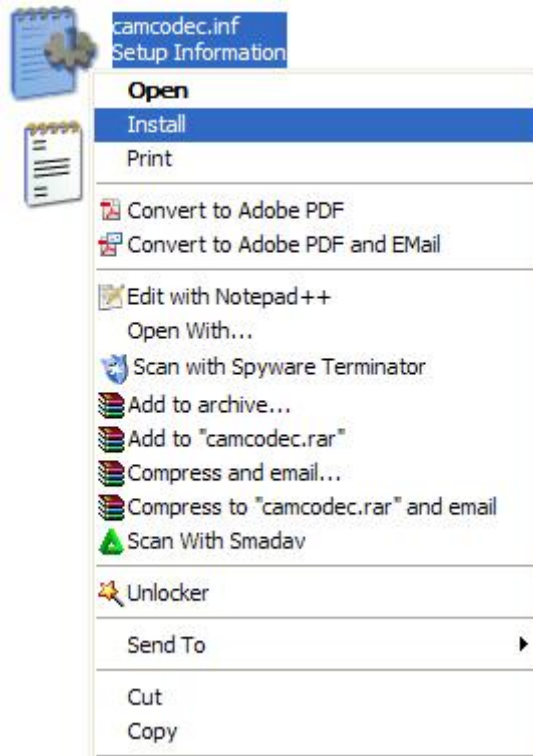 camcodec.inf
Setup Information
Open
Install
Print
Convert to Adobe PDF
Convert to Adobe PDF and EMail
Edit with Notepad++
Open With...
Scan with Spyware Terminator
Add to archive...
Add to "camcodec.rar"
Compress and email...
Compress to "camcodec.rar" and email
Scan With Smadav
Unlocker
Send To
Cut
Copy